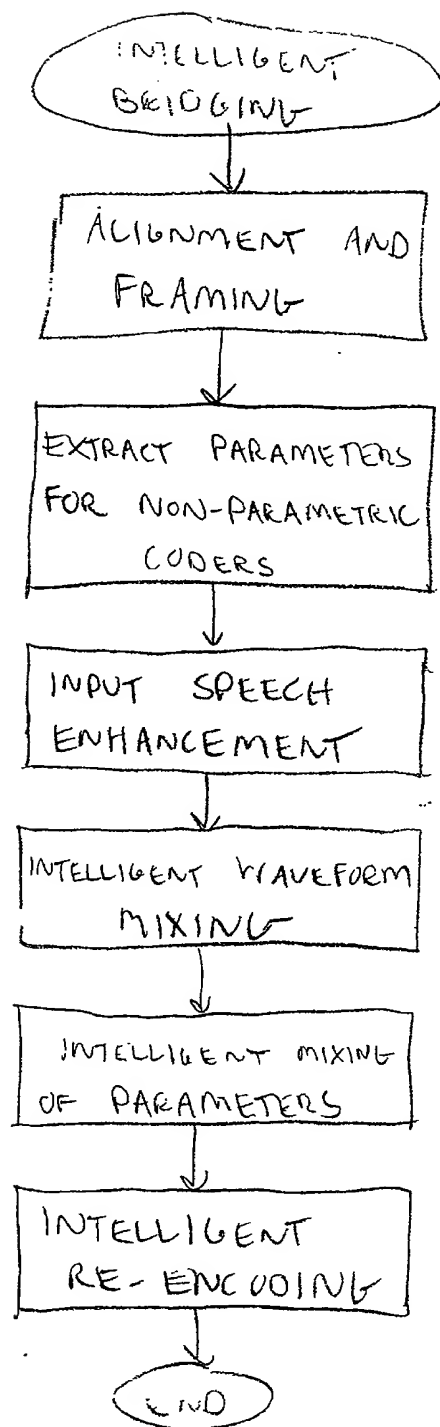 INTELLIGENT
BRIDGING
ALIGNMENT AND
FRAMING
EXTRACT PARAMETERS
FOR NON-PARAMETRIC
CODERS
INPUT SPEECH
ENHANCEMENT
INTELLIGENT WAVEFORM
MIXING
INTELLIGENT MIXING
OF PARAMETERS
INTELLIGENT
RE-ENCODING
END